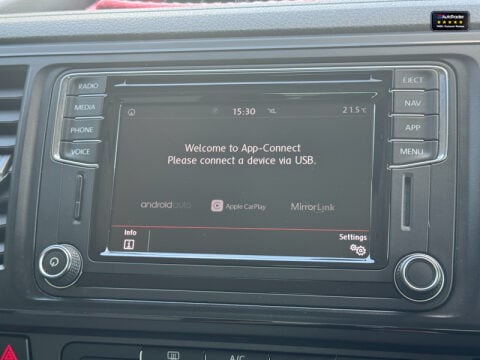 AutoTrader
RADIO
MEDIA
PHONE
VOICE
15:30
21.5°C
Welcome to App-Connect
Please connect a device via USB.
androidauto
Apple CarPlay
MirrorLink
Info
Settings
EJECT
NAV
APP
MENU
A/C